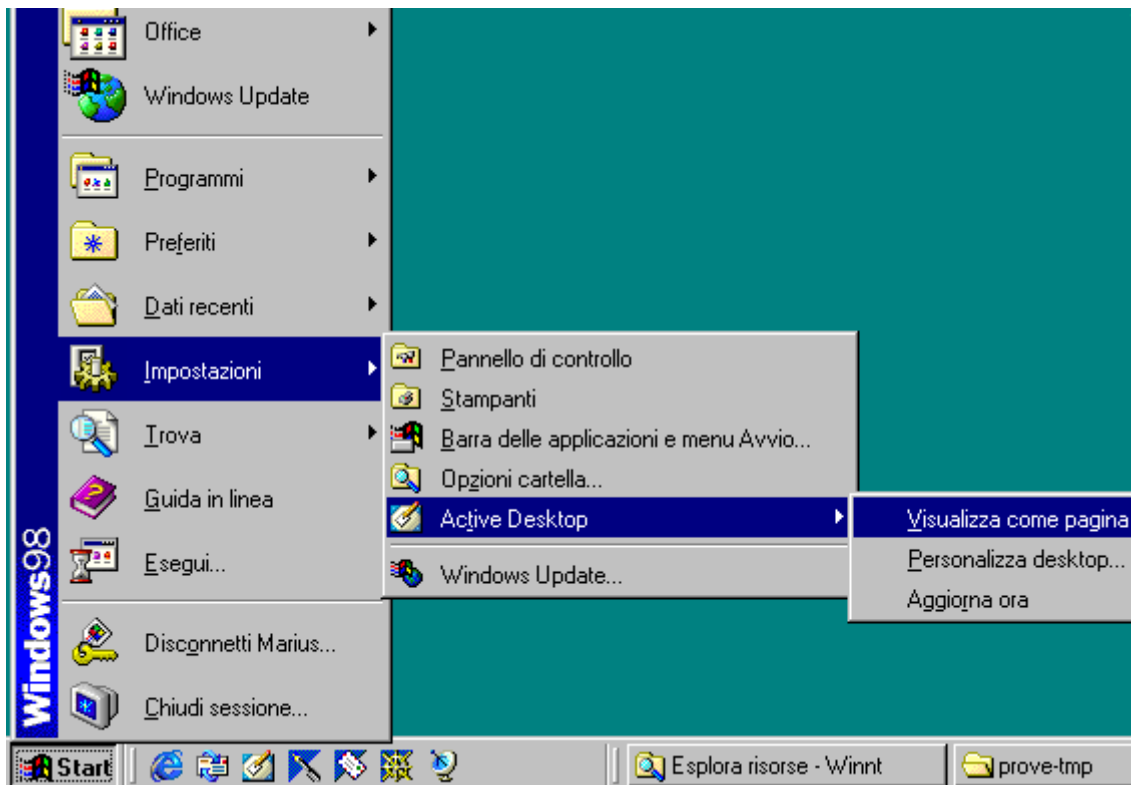 Office
Windows Update
Programmi
Preferiti
Dati recenti
Impostazioni
Trova
Guida in linea
Esegui...
Disconnetti Marius...
Chiudi sessione...
Windows98
Pannello di controllo
Stampanti
Barra delle applicazioni e menu Avvio...
Opzioni cartella...
Active Desktop
Windows Update...
Visualizza come pagina
Personalizza desktop...
Aggiorna ora
Start
Esplora risorse - Winnt
prove-tmp